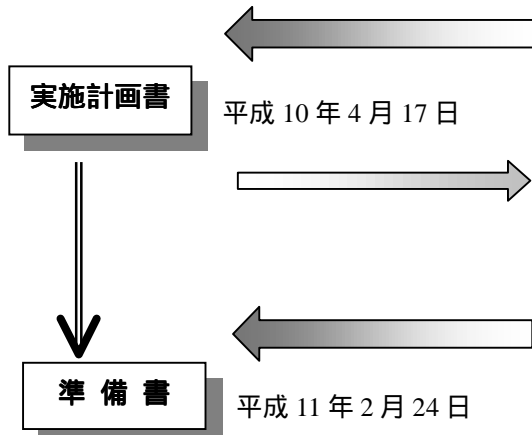 実施計画書
平成 10 年 4 月 17 日
準 備 書
平成 11 年 2 月 24 日